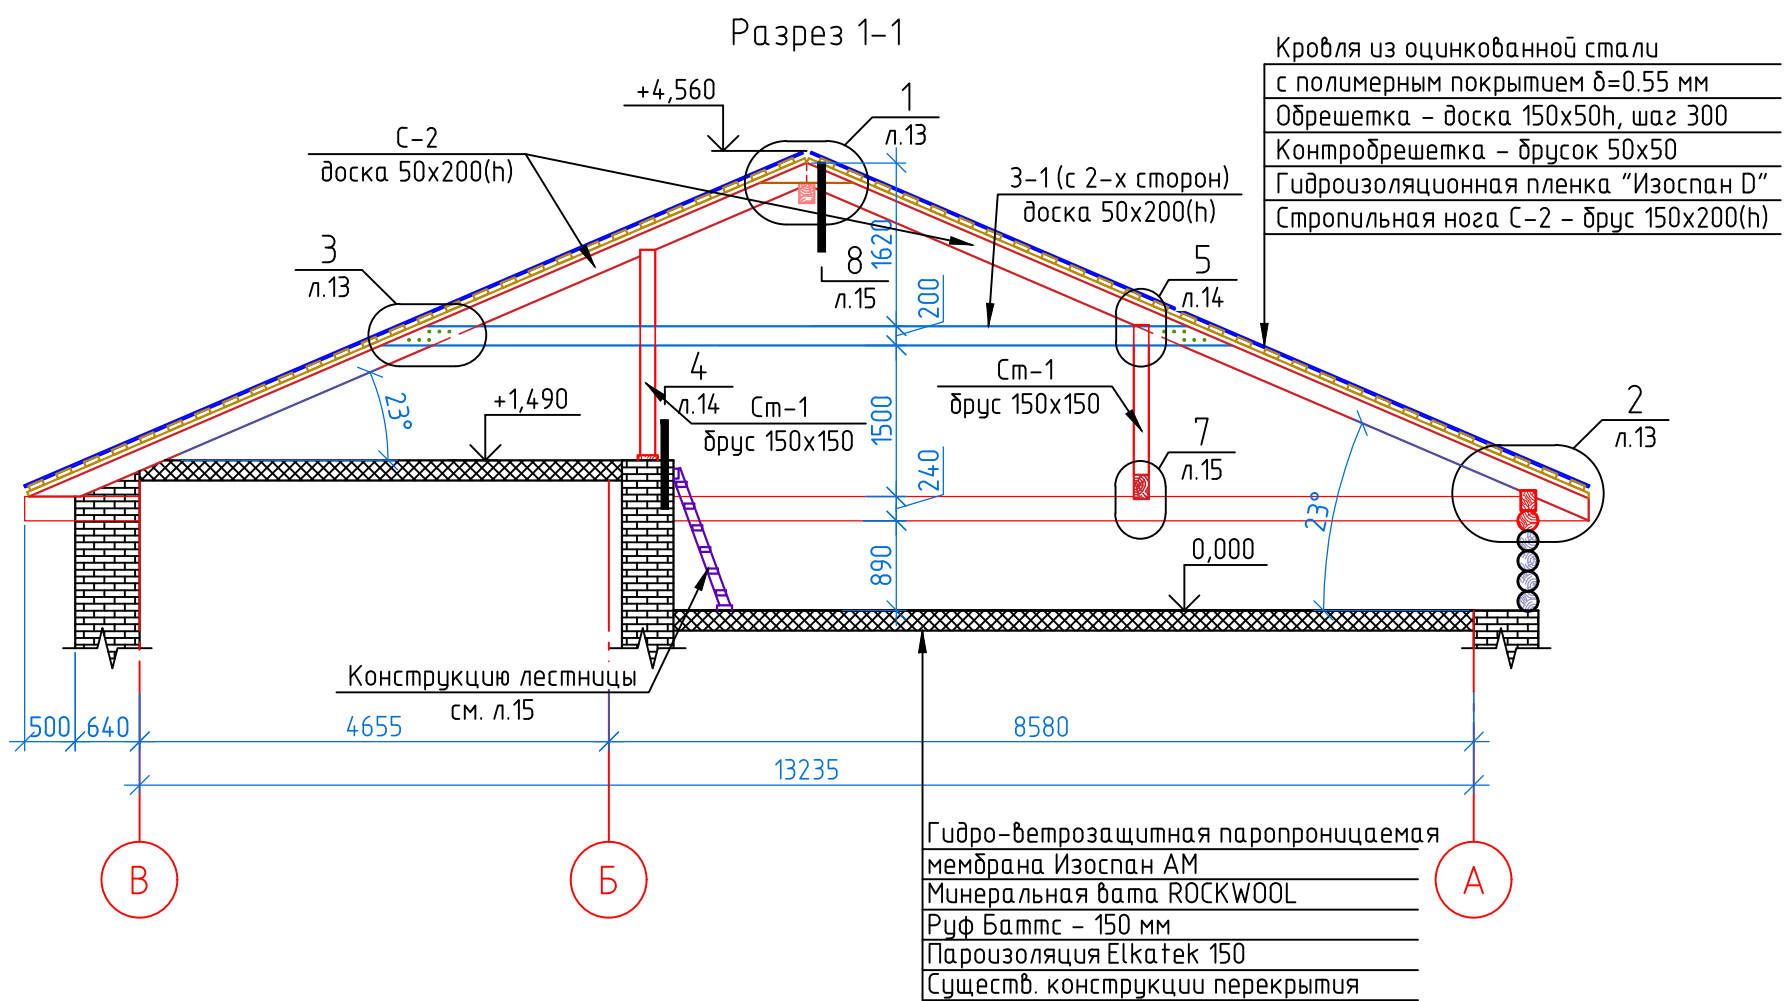 Разрез 1-1
Кровля из оцинкованной стали
с полимерным покрытием δ=0.55 мм
Обрешетка - доска 150х50h, шаг 300
Контробрешетка - брусок 50х50
Гидроизоляционная пленка "Изоспан D"
Стропильная нога С-2 - брус 150х200(h)
+4,560
1
л.13
С-2
доска 50х200(h)
3-1 (с 2-х сторон)
доска 50х200(h)
3
л.13
8
л.15
5
л.14
1620
200
4
л.14
Ст-1
брус 150х150
Ст-1
брус 150х150
+1,490
23°
1500
240
7
л.15
2
л.13
23°
890
0,000
Конструкцию лестницы
см. л.15
500
640
4655
8580
13235
В
Б
А
Гидро-ветрозащитная паропроницаемая
мембрана Изоспан АМ
Минеральная вата ROCKWOOL
Руф Баттс - 150 мм
Пароизоляция Elkatek 150
Существ. конструкции перекрытия